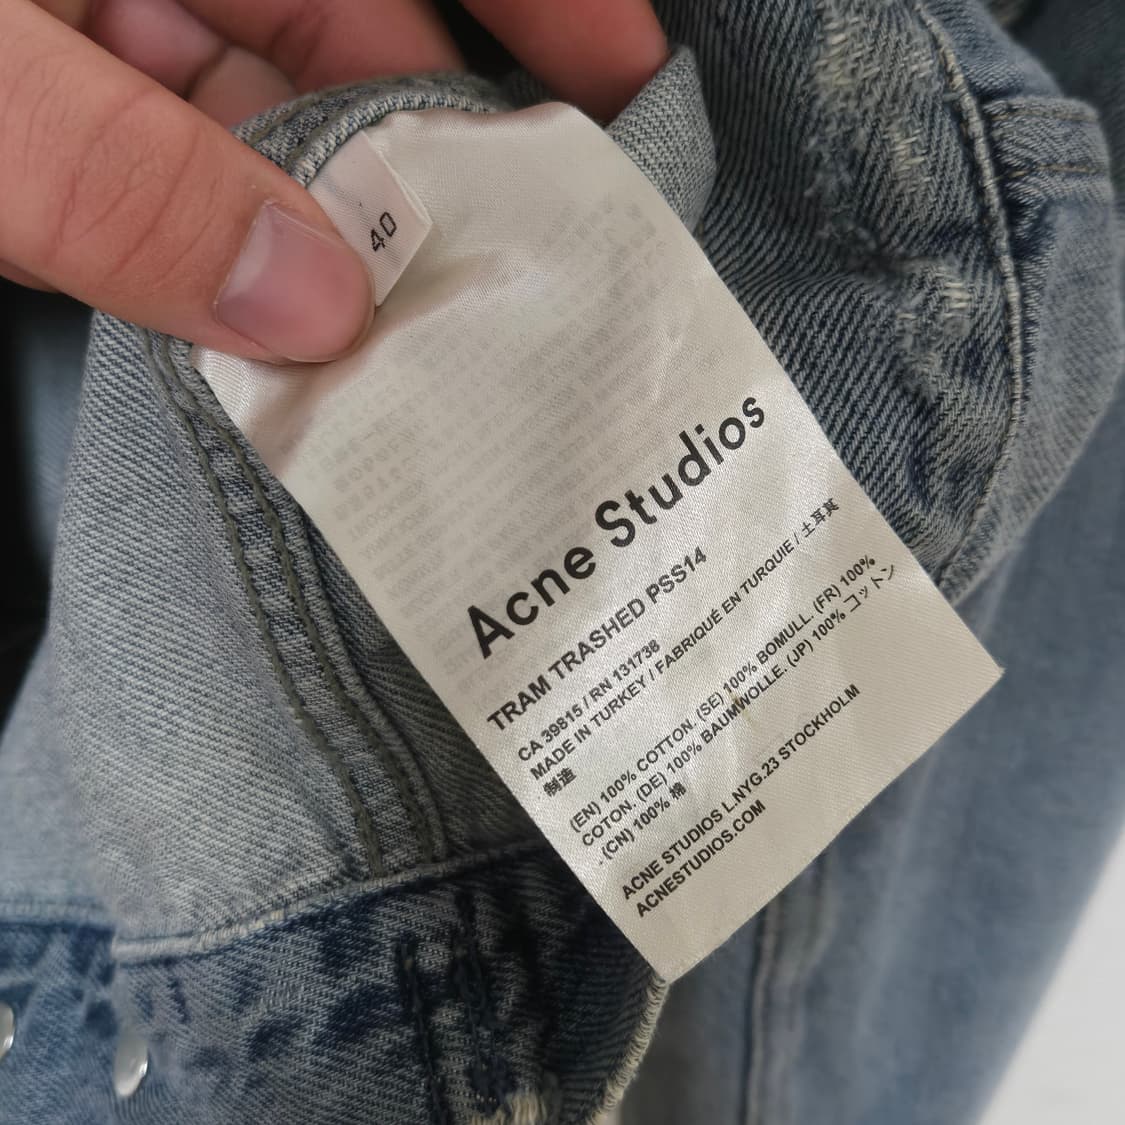 40
Acne Studios
TRAM TRASHED PSS14
CA 39815 / RN 131738
MADE IN TURKEY / FABRIQUÉ EN TURQUIE / 土耳其
制造
(EN) 100% COTTON. (SE) 100% BOMULL. (FR) 100%
COTON. (DE) 100% BAUMWOLLE. (JP) 100% コットン
. (CN) 100% 棉
ACNE STUDIOS L.NYG.23 STOCKHOLM
ACNESTUDIOS.COM